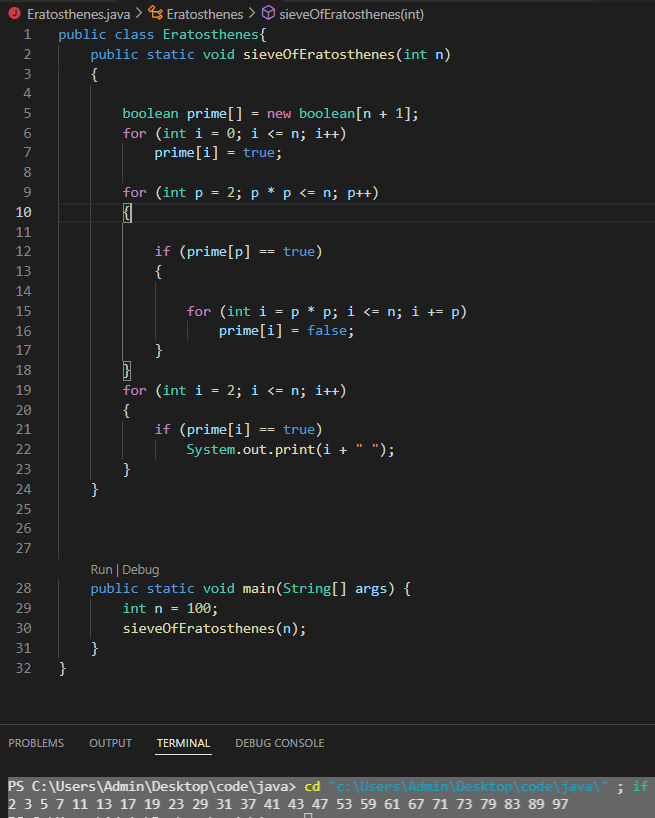 Eratosthenes.java > Eratosthenes > sieveOfEratosthenes(int)
1 public class Eratosthenes{
2     public static void sieveOfEratosthenes(int n)
3     {
4
5         boolean prime[] = new boolean[n + 1];
6         for (int i = 0; i <= n; i++)
7             prime[i] = true;
8
9         for (int p = 2; p * p <= n; p++)
10         {
11
12             if (prime[p] == true)
13             {
14
15                 for (int i = p * p; i <= n; i += p)
16                     prime[i] = false;
17             }
18         }
19         for (int i = 2; i <= n; i++)
20         {
21             if (prime[i] == true)
22                 System.out.print(i + " ");
23         }
24     }
25
26
27
Run | Debug
28     public static void main(String[] args) {
29         int n = 100;
30         sieveOfEratosthenes(n);
31     }
32 }
PROBLEMS OUTPUT TERMINAL DEBUG CONSOLE
PS C:\Users\Admin\Desktop\code\java> cd "c:\Users\Admin\Desktop\code\java\" ; if
2 3 5 7 11 13 17 19 23 29 31 37 41 43 47 53 59 61 67 71 73 79 83 89 97